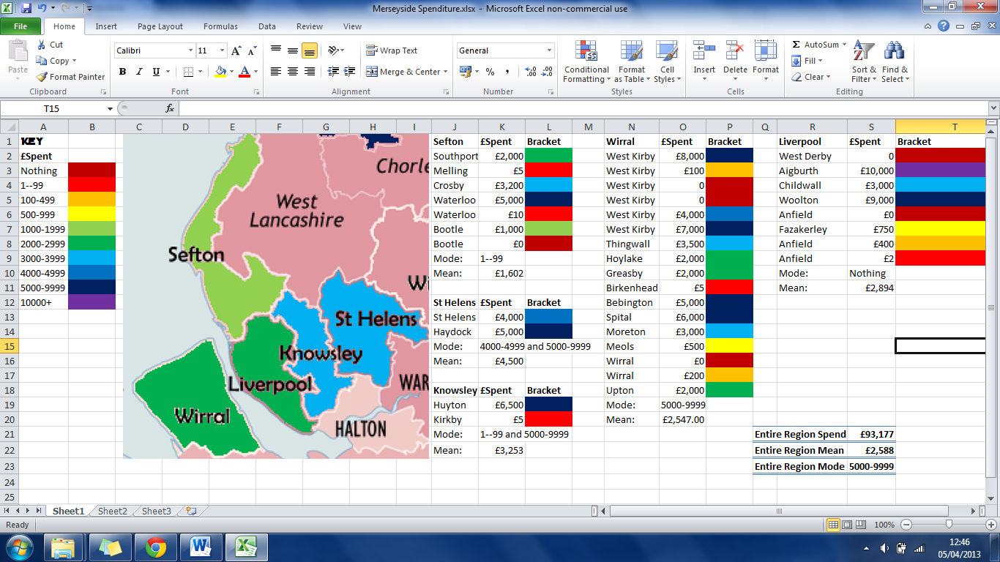 Merseyside Spenditure.xlsx - Microsoft Excel non-commercial use
File Home Insert Page Layout Formulas Data Review View
Paste Cut Copy Format Painter Clipboard
Calibri 11 A A B I U A Font
Wrap Text Merge & Center Alignment
General % , .0 .00 .00 .0 Number
Conditional Formatting Format as Table Cell Styles Styles
Insert Delete Format Cells
Σ AutoSum Fill Clear Sort & Filter Find & Select Editing
T15 fx
A B C D E F G H I J K L M N O P Q R S T
1 KEY Sefton £Spent Bracket Wirral £Spent Bracket Liverpool £Spent Bracket
2 £Spent Southport £2,000 West Kirby £8,000 West Derby 0
3 Nothing Melling £5 West Kirby £100 Aigburth £10,000
4 1--99 Crosby £3,200 West Kirby 0 Childwall £3,000
5 100-499 Waterloo £5,000 West Kirby 0 Woolton £9,000
6 500-999 Waterloo £10 West Kirby £4,000 Anfield £0
7 1000-1999 Bootle £1,000 West Kirby £7,000 Fazakerley £750
8 2000-2999 Bootle £0 Thingwall £3,500 Anfield £400
9 3000-3999 Mode: 1--99 Hoylake £2,000 Anfield £2
10 4000-4999 Mean: £1,602 Greasby £2,000 Mode: Nothing
11 5000-9999 Birkenhead £5 Mean: £2,894
12 10000+ St Helens £Spent Bracket Bebington £5,000
13 St Helens £4,000 Spital £6,000
14 Haydock £5,000 Moreton £3,000
15 Mode: 4000-4999 and 5000-9999 Meols £500
16 Mean: £4,500 Wirral £0
17 Wirral £200
18 Knowsley £Spent Bracket Upton £2,000
19 Huyton £6,500 Mode: 5000-9999
20 Kirkby £5 Mean: £2,547.00
21 Mode: 1--99 and 5000-9999 Entire Region Spend £93,177
22 Mean: £3,253 Entire Region Mean £2,588
23 Entire Region Mode 5000-9999
24
25
Chorle
West
Lancashire
Sefton
Wi
St Helens
Knowsley
Liverpool
WAR
Wirral
HALTON
Sheet1 Sheet2 Sheet3
Ready 100%
12:46
05/04/2013